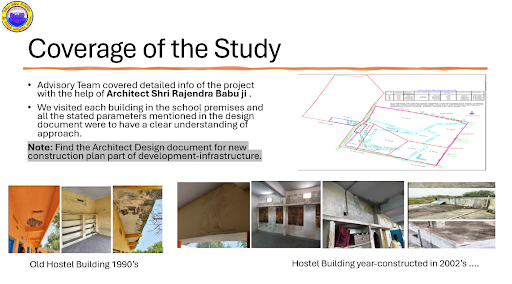 Coverage of the Study
• Advisory Team covered detailed info of the project
with the help of Architect Shri Rajendra Babu ji .
• We visited each building in the school premises and
all the stated parameters mentioned in the design
document were to have a clear understanding of
approach.
Note: Find the Architect Design document for new
construction plan part of development-infrastructure.
Old Hostel Building 1990's
Hostel Building year-constructed in 2002's ....